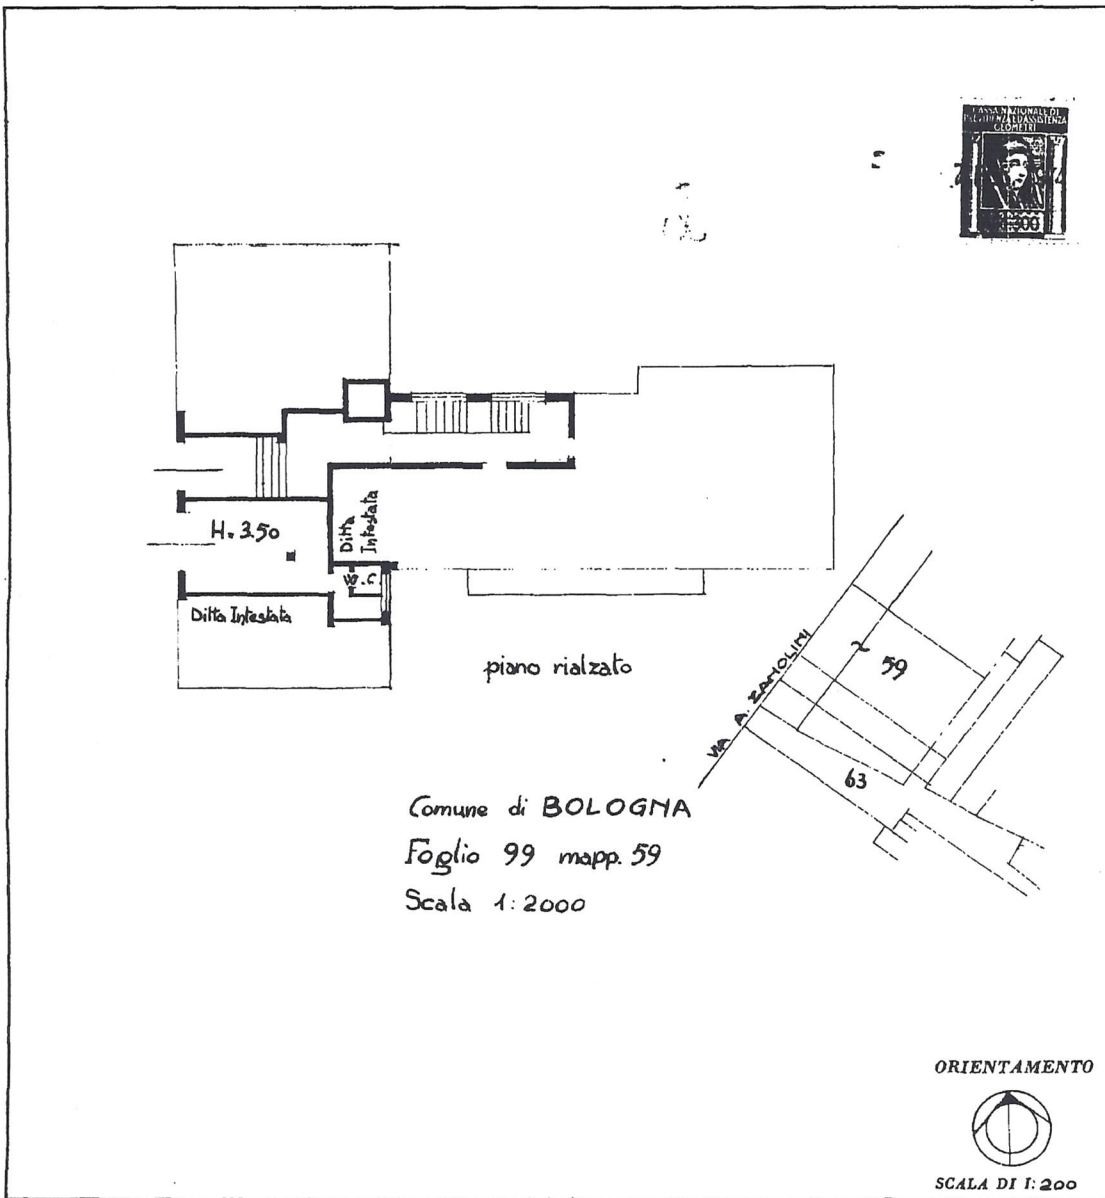 CASSA NAZIONALE DI
PREVIDENZA ED ASSISTENZA
GEOMETRI
H. 3.50
Ditta
Intestata
W.C.
Ditta Intestata
piano rialzato
VIA A. ZANOLINI
59
63
Comune di BOLOGNA
Foglio 99 mapp. 59
Scala 1:2000
ORIENTAMENTO
SCALA DI 1:200